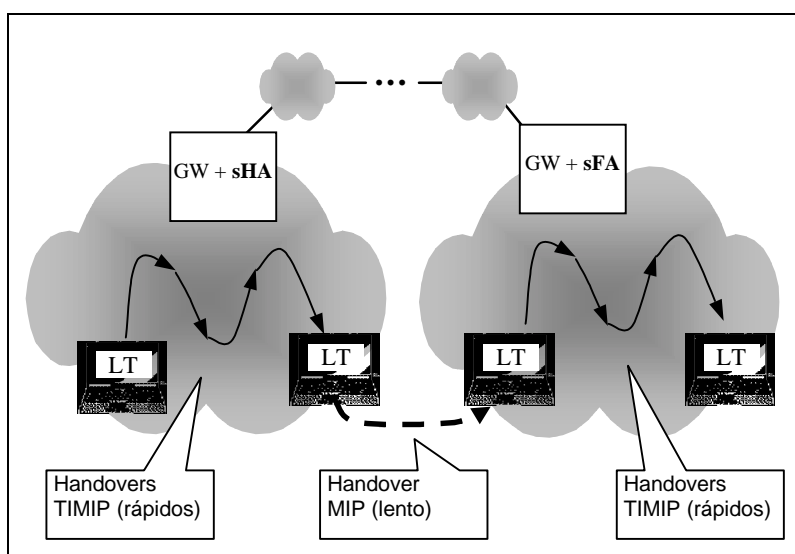 GW + sHA
GW + sFA
LT
LT
LT
LT
Handovers
TIMIP (rápidos)
Handover
MIP (lento)
Handovers
TIMIP (rápidos)